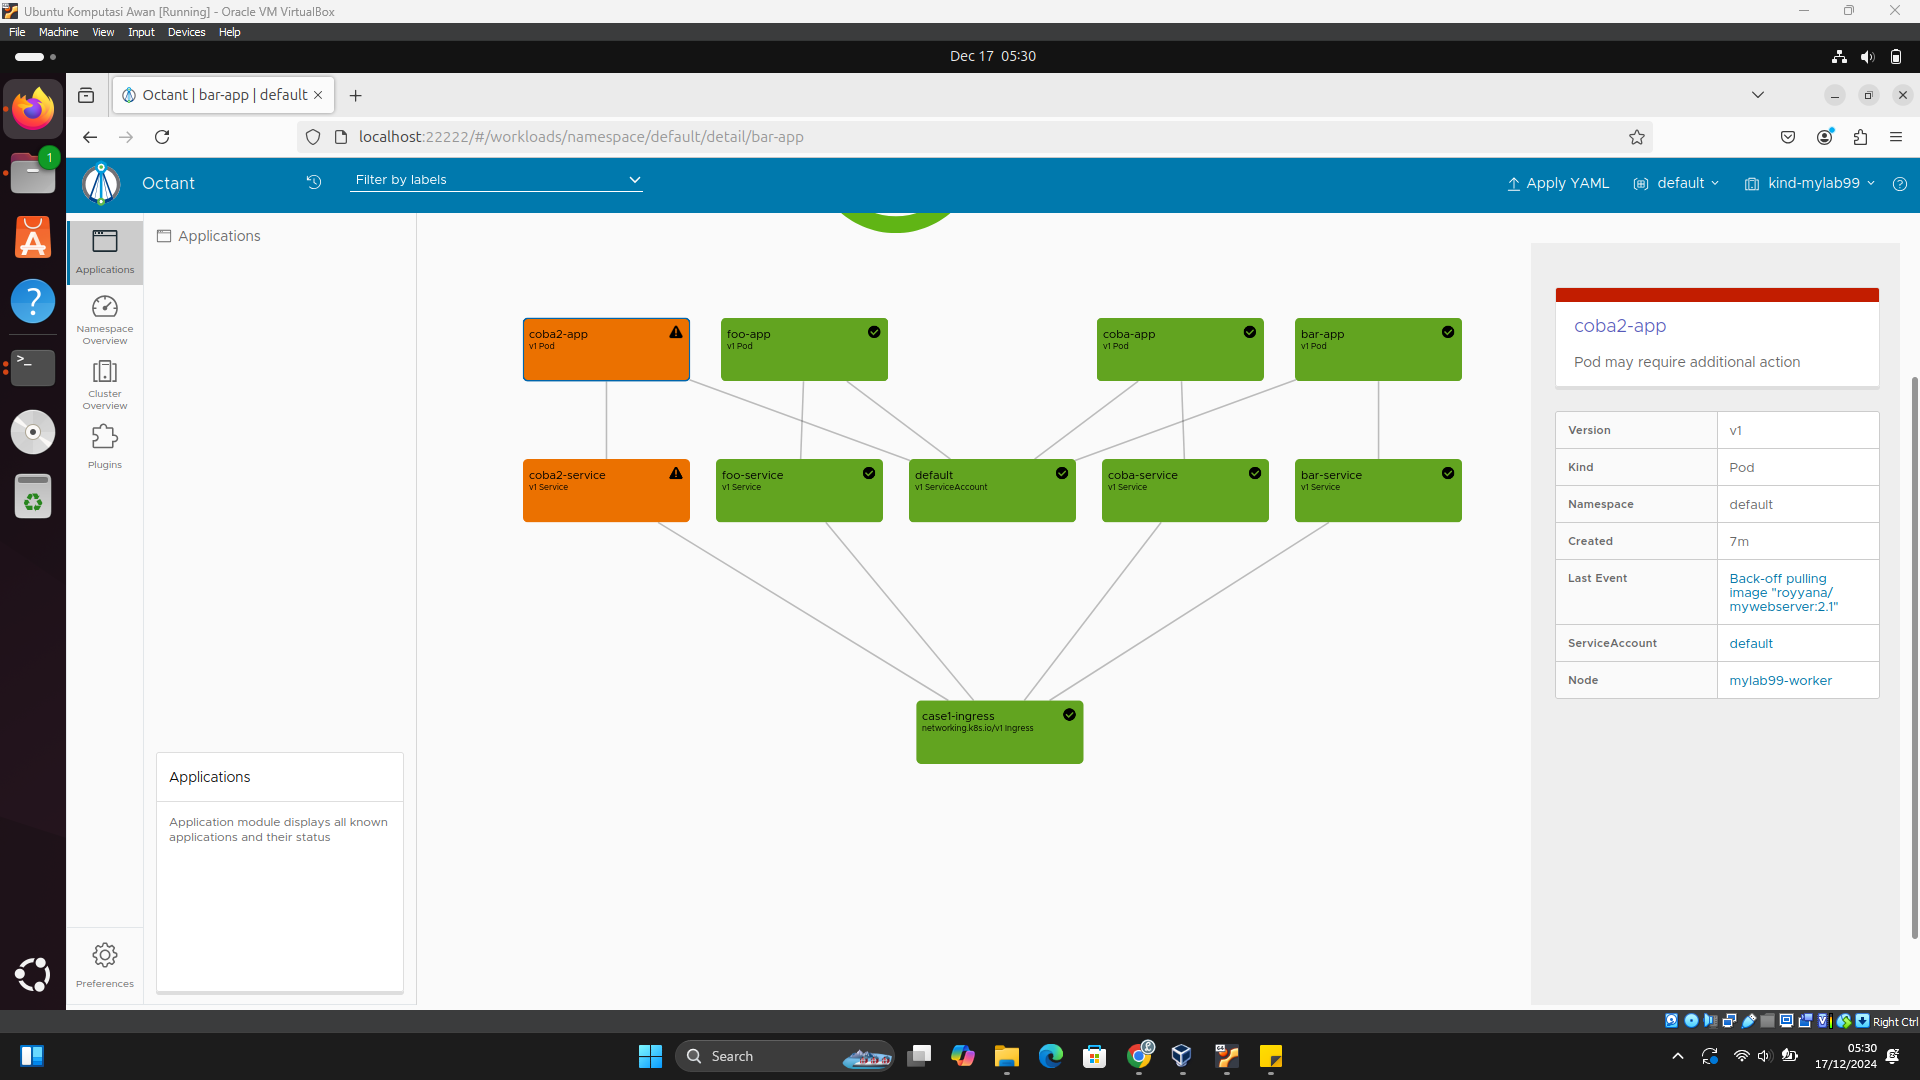 Ubuntu Komputasi Awan [Running] - Oracle VM VirtualBox
File Machine View Input Devices Help
Dec 17 05:30
Octant | bar-app | default
localhost:22222/#/workloads/namespace/default/detail/bar-app
Octant
Filter by labels
Apply YAML
default
kind-mylab99
1
Applications
Namespace
Overview
Cluster
Overview
Plugins
Preferences
Applications
Applications
Application module displays all known
applications and their status
coba2-app
v1 Pod
foo-app
v1 Pod
coba-app
v1 Pod
bar-app
v1 Pod
coba2-service
v1 Service
foo-service
v1 Service
default
v1 ServiceAccount
coba-service
v1 Service
bar-service
v1 Service
case1-ingress
networking.k8s.io/v1 Ingress
coba2-app
Pod may require additional action
Version v1
Kind Pod
Namespace default
Created 7m
Last Event Back-off pulling
image "royyana/
mywebserver:2.1"
ServiceAccount default
Node mylab99-worker
Right Ctrl
Search
05:30
17/12/2024